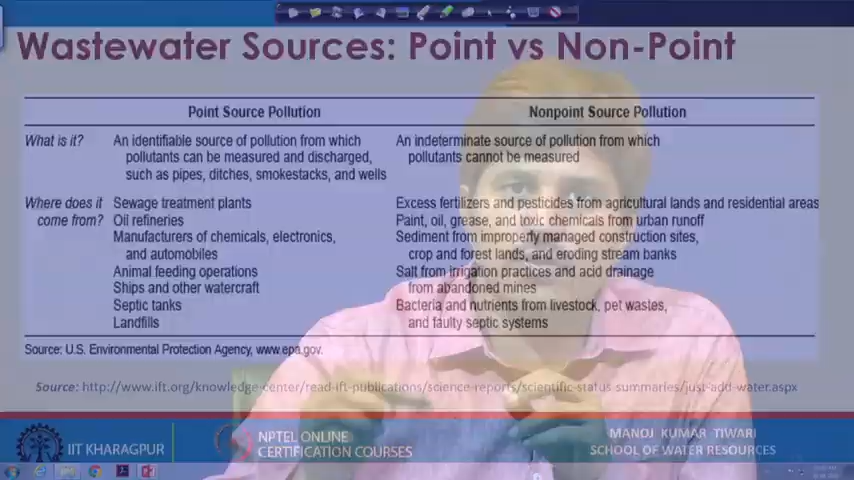 Wastewater Sources: Point vs Non-Point
Point Source Pollution Nonpoint Source Pollution
What is it? An identifiable source of pollution from which An indeterminate source of pollution from which
pollutants can be measured and discharged, pollutants cannot be measured
such as pipes, ditches, smokestacks, and wells
Where does it Sewage treatment plants Excess fertilizers and pesticides from agricultural lands and residential areas
come from? Oil refineries Paint, oil, grease, and toxic chemicals from urban runoff
Manufacturers of chemicals, electronics, Sediment from improperly managed construction sites,
and automobiles crop and forest lands, and eroding stream banks
Animal feeding operations Salt from irrigation practices and acid drainage
Ships and other watercraft from abandoned mines
Septic tanks Bacteria and nutrients from livestock, pet wastes,
Landfills and faulty septic systems
Source: U.S. Environmental Protection Agency, www.epa.gov.
Source: http://www.ift.org/knowledge-center/read-ift-publications/science-reports/scientific-status-summaries/just-add-water.aspx
IIT KHARAGPUR
NPTEL ONLINE
CERTIFICATION COURSES
MANOJ KUMAR TIWARI
SCHOOL OF WATER RESOURCES